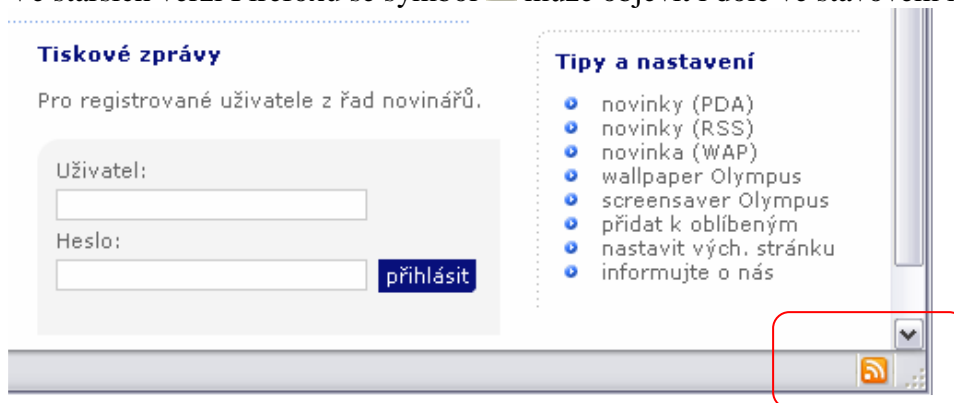 Tiskové zprávy
Pro registrované uživatele z řad novinářů.
Uživatel:
Heslo:
přihlásit
Tipy a nastavení
novinky (PDA)
novinky (RSS)
novinka (WAP)
wallpaper Olympus
screensaver Olympus
přidat k oblíbeným
nastavit vých. stránku
informujte o nás